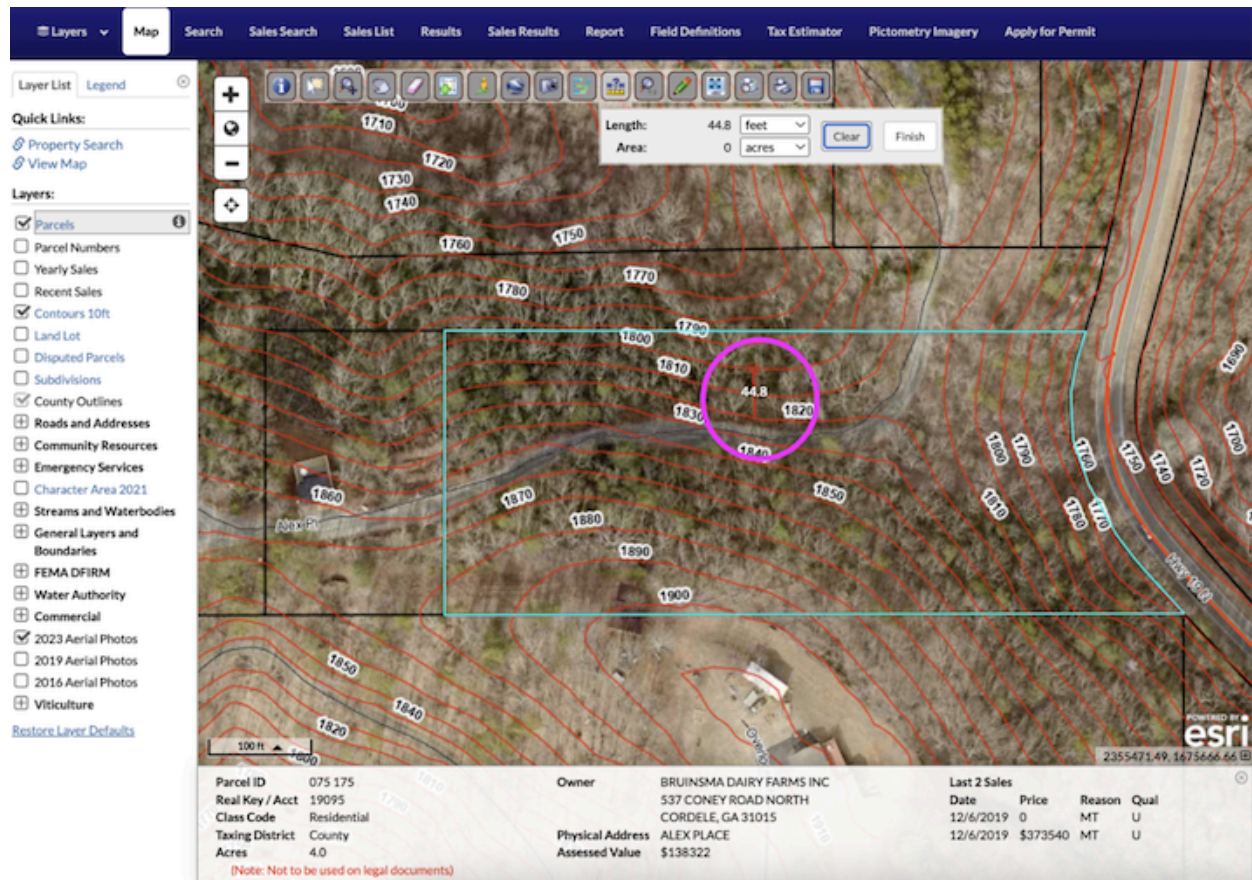 Layers Map Search Sales Search Sales List Results Sales Results Report Field Definitions Tax Estimator Pictometry Imagery Apply for Permit
Layer List Legend
Quick Links:
Property Search
View Map
Layers:
Parcels
Parcel Numbers
Yearly Sales
Recent Sales
Contours 10ft
Land Lot
Disputed Parcels
Subdivisions
County Outlines
Roads and Addresses
Community Resources
Emergency Services
Character Area 2021
Streams and Waterbodies
General Layers and
Boundaries
FEMA DFIRM
Water Authority
Commercial
2023 Aerial Photos
2019 Aerial Photos
2016 Aerial Photos
Viticulture
Restore Layer Defaults
Length: 44.8 feet
Area: 0 acres
Clear Finish
1700
1710
1720
1730
1740
1750
1760
1770
1780
1790
1800
1810
44.8
1820
1830
1840
1850
1860
1870
1880
1890
1900
Alex Pl
1800
1790
1810
1780
1770
1760
1750
1740
1720
1700
1690
Hwy 19 N
1850
1840
1820
1800
Overlo
100 ft
POWERED BY
esri
2355471.49, 1675666.66
Parcel ID 075 175
Real Key / Acct 19095
Class Code Residential
Taxing District County
Acres 4.0
(Note: Not to be used on legal documents)
Owner BRUINSMA DAIRY FARMS INC
537 CONEY ROAD NORTH
CORDELE, GA 31015
Physical Address ALEX PLACE
Assessed Value $138322
Last 2 Sales
Date Price Reason Qual
12/6/2019 0 MT U
12/6/2019 $373540 MT U